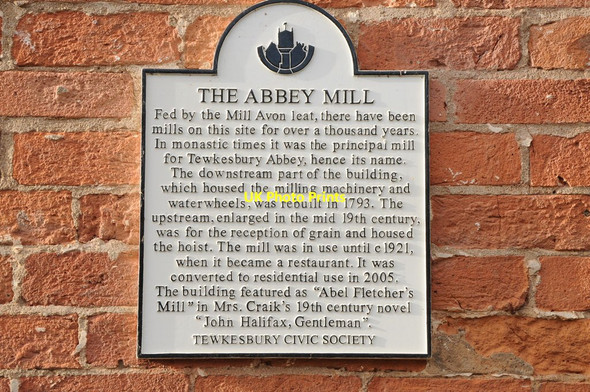 THE ABBEY MILL
Fed by the Mill Avon leat, there have been
mills on this site for over a thousand years.
In monastic times it was the principal mill
for Tewkesbury Abbey, hence its name.
The downstream part of the building,
which housed the milling machinery and
waterwheels, was rebuilt in 1793. The
UK Photo Prints
upstream, enlarged in the mid 19th century,
was for the reception of grain and housed
the hoist. The mill was in use until c1921,
when it became a restaurant. It was
converted to residential use in 2005.
The building featured as "Abel Fletcher's
Mill" in Mrs. Craik's 19th century novel
"John Halifax, Gentleman".
TEWKESBURY CIVIC SOCIETY